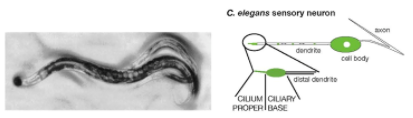 C. elegans sensory neuron
axon
dendrite
cell body
distal dendrite
CILIUM CILIARY
PROPER BASE